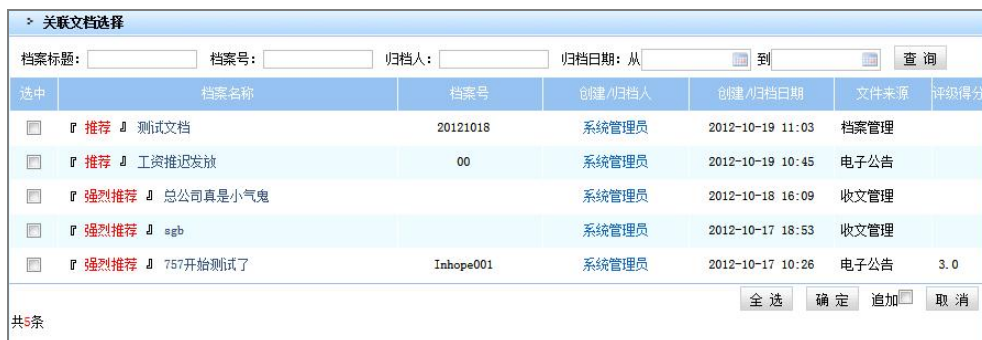 关联文档选择
档案标题： 档案号： 归档人： 归档日期：从 到 查 询
选中 档案名称 档案号 创建/归档人 创建/归档日期 文件来源 评级得分
『 推荐 』 测试文档 20121018 系统管理员 2012-10-19 11:03 档案管理
『 推荐 』 工资推迟发放 00 系统管理员 2012-10-19 10:45 电子公告
『 强烈推荐 』 总公司真是小气鬼 系统管理员 2012-10-18 16:09 收文管理
『 强烈推荐 』 sgb 系统管理员 2012-10-17 18:53 收文管理
『 强烈推荐 』 757开始测试了 Inhope001 系统管理员 2012-10-17 10:26 电子公告 3.0
全 选 确 定 追加 取 消
共5条